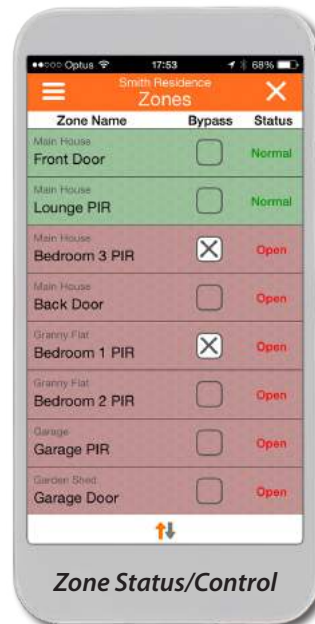 Optus 17:53 68%
Smith Residence
Zones
Zone Name Bypass Status
Main House
Front Door Normal
Main House
Lounge PIR Normal
Main House
Bedroom 3 PIR Open
Main House
Back Door Open
Granny Flat
Bedroom 1 PIR Open
Granny Flat
Bedroom 2 PIR Open
Garage
Garage PIR Open
Garden Shed
Garage Door Open
Zone Status/Control